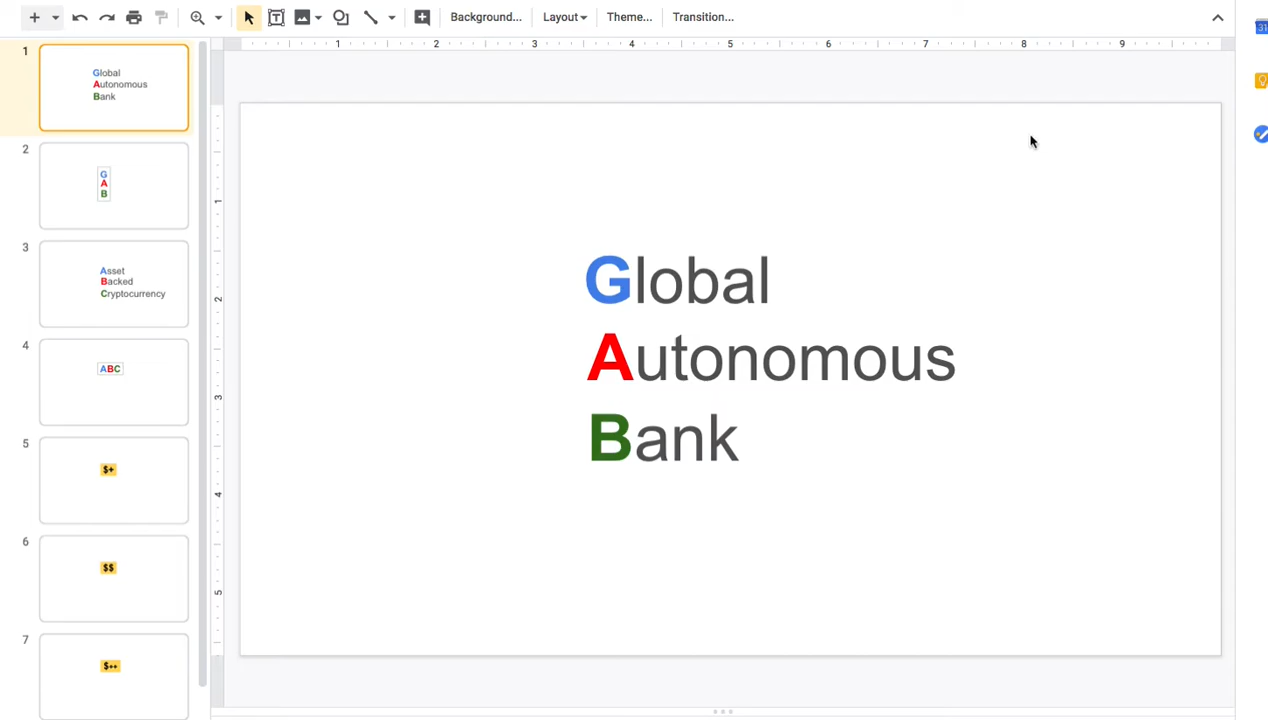 Background... Layout Theme... Transition...
1 2 3 4 5 6 7 8 9
1
Global
Autonomous
Bank
2
G
A
B
3
Asset
Backed
Cryptocurrency
4
ABC
5
$+
6
$$
7
$++
1
2
3
4
5
Global
Autonomous
Bank
31